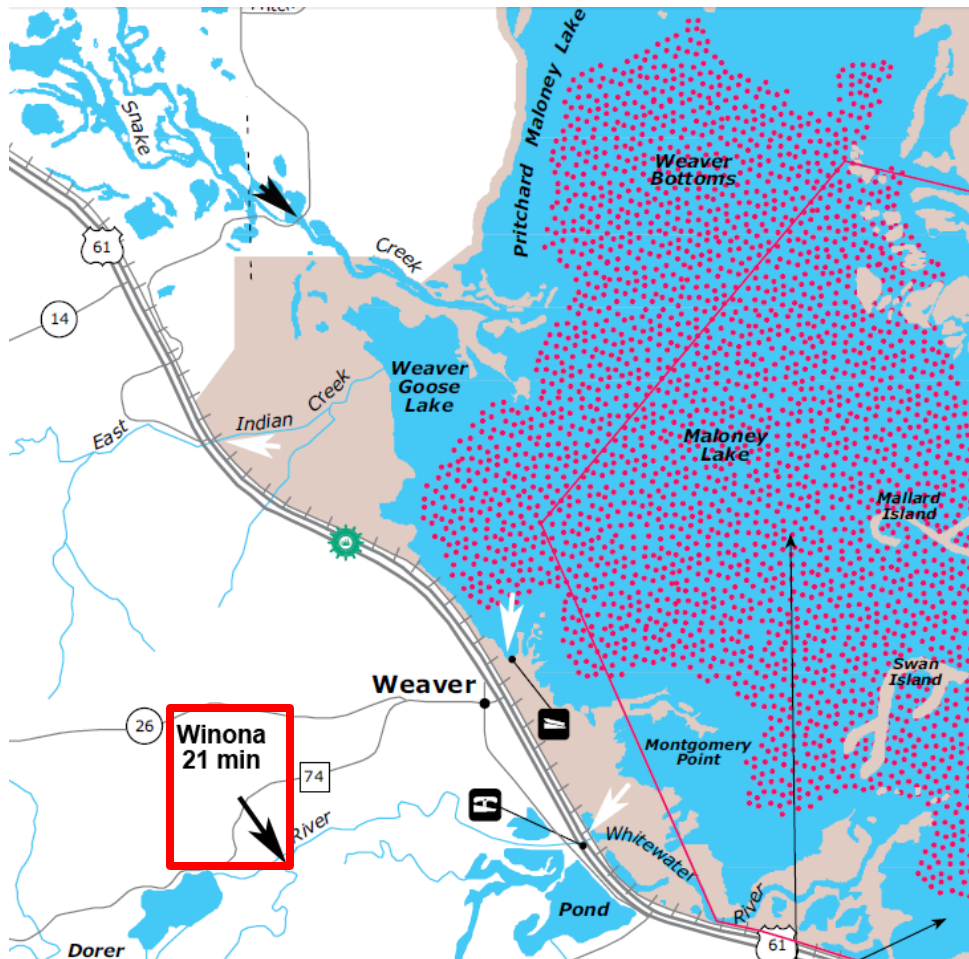 Snake
Pritchard Maloney Lake
Weaver
Bottoms
61
Creek
14
Weaver
Goose
Lake
Creek
Indian
East
Maloney
Lake
Mallard
Island
Swan
Island
Weaver
26
Winona
21 min
74
Montgomery
Point
River
Whitewater
River
Pond
61
Dorer